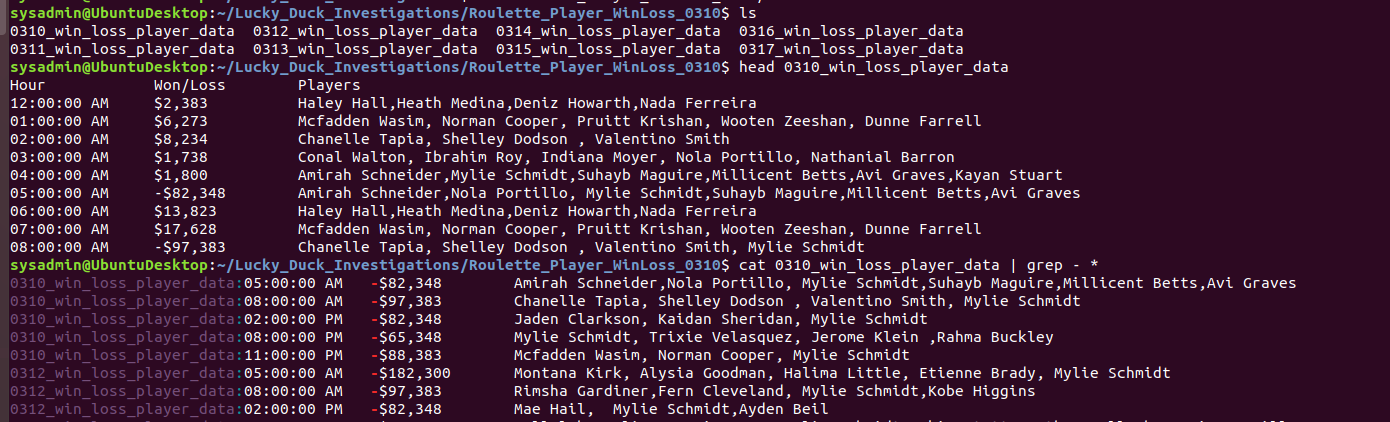 sysadmin@UbuntuDesktop:~/Lucky_Duck_Investigations/Roulette_Player_WinLoss_0310$ ls
0310_win_loss_player_data  0312_win_loss_player_data  0314_win_loss_player_data  0316_win_loss_player_data
0311_win_loss_player_data  0313_win_loss_player_data  0315_win_loss_player_data  0317_win_loss_player_data
sysadmin@UbuntuDesktop:~/Lucky_Duck_Investigations/Roulette_Player_WinLoss_0310$ head 0310_win_loss_player_data
Hour Won/Loss Players
12:00:00 AM $2,383 Haley Hall,Heath Medina,Deniz Howarth,Nada Ferreira
01:00:00 AM $6,273 Mcfadden Wasim, Norman Cooper, Pruitt Krishan, Wooten Zeeshan, Dunne Farrell
02:00:00 AM $8,234 Chanelle Tapia, Shelley Dodson , Valentino Smith
03:00:00 AM $1,738 Conal Walton, Ibrahim Roy, Indiana Moyer, Nola Portillo, Nathanial Barron
04:00:00 AM $1,800 Amirah Schneider,Mylie Schmidt,Suhayb Maguire,Millicent Betts,Avi Graves,Kayan Stuart
05:00:00 AM -$82,348 Amirah Schneider,Nola Portillo, Mylie Schmidt,Suhayb Maguire,Millicent Betts,Avi Graves
06:00:00 AM $13,823 Haley Hall,Heath Medina,Deniz Howarth,Nada Ferreira
07:00:00 AM $17,628 Mcfadden Wasim, Norman Cooper, Pruitt Krishan, Wooten Zeeshan, Dunne Farrell
08:00:00 AM -$97,383 Chanelle Tapia, Shelley Dodson , Valentino Smith, Mylie Schmidt
sysadmin@UbuntuDesktop:~/Lucky_Duck_Investigations/Roulette_Player_WinLoss_0310$ cat 0310_win_loss_player_data | grep - *
0310_win_loss_player_data:05:00:00 AM -$82,348 Amirah Schneider,Nola Portillo, Mylie Schmidt,Suhayb Maguire,Millicent Betts,Avi Graves
0310_win_loss_player_data:08:00:00 AM -$97,383 Chanelle Tapia, Shelley Dodson , Valentino Smith, Mylie Schmidt
0310_win_loss_player_data:02:00:00 PM -$82,348 Jaden Clarkson, Kaidan Sheridan, Mylie Schmidt
0310_win_loss_player_data:08:00:00 PM -$65,348 Mylie Schmidt, Trixie Velasquez, Jerome Klein ,Rahma Buckley
0310_win_loss_player_data:11:00:00 PM -$88,383 Mcfadden Wasim, Norman Cooper, Mylie Schmidt
0312_win_loss_player_data:05:00:00 AM -$182,300 Montana Kirk, Alysia Goodman, Halima Little, Etienne Brady, Mylie Schmidt
0312_win_loss_player_data:08:00:00 AM -$97,383 Rimsha Gardiner,Fern Cleveland, Mylie Schmidt,Kobe Higgins
0312_win_loss_player_data:02:00:00 PM -$82,348 Mae Hail,  Mylie Schmidt,Ayden Beil